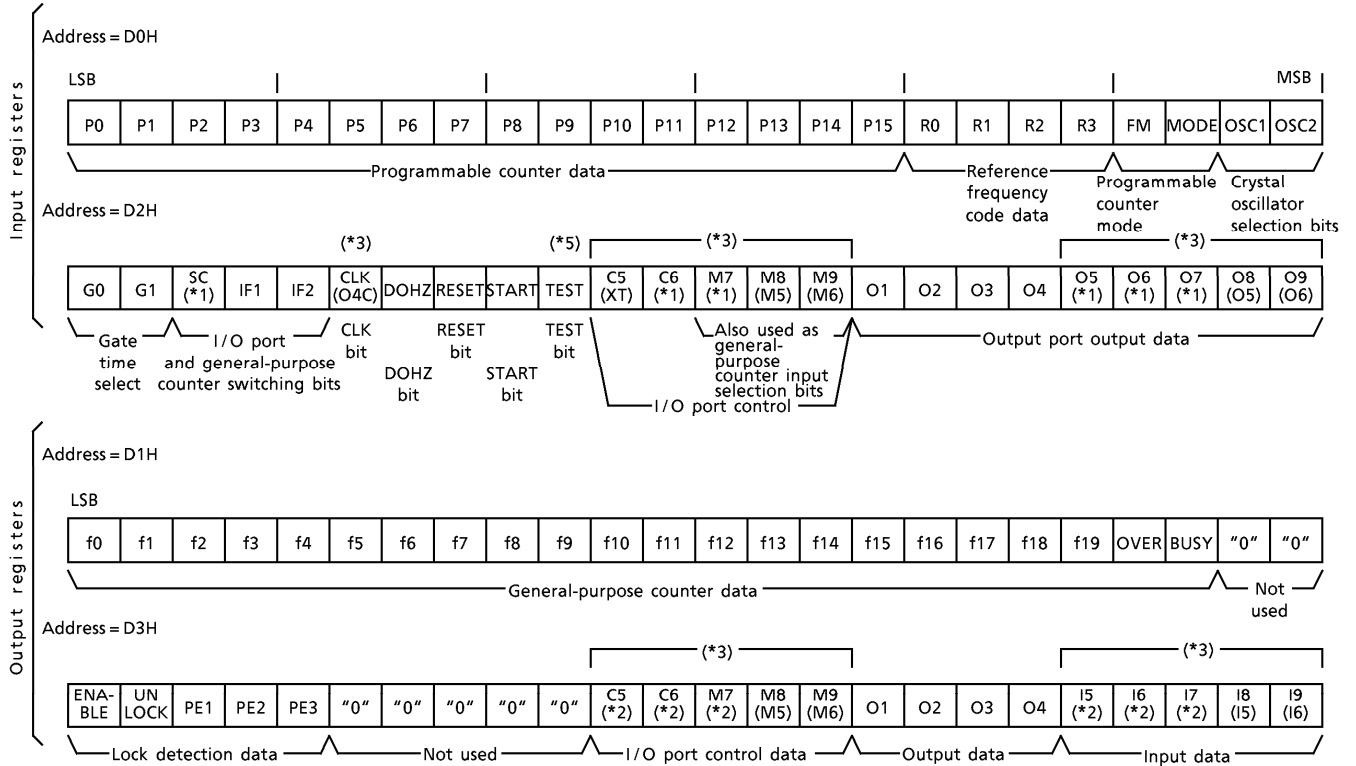 Input registers
Address=D0H
LSB MSB
P0 P1 P2 P3 P4 P5 P6 P7 P8 P9 P10 P11 P12 P13 P14 P15 R0 R1 R2 R3 FM MODE OSC1 OSC2
Programmable counter data
Reference
frequency
code data
Programmable
counter
mode
Crystal
oscillator
selection bits
Address=D2H
(*3) (*5) (*3) (*3)
G0 G1 SC (*1) IF1 IF2 CLK (O4C) DOHZ RESET START TEST C5 (XT) C6 (*1) M7 (*1) M8 (M5) M9 (M6) O1 O2 O3 O4 O5 (*1) O6 (*1) O7 (*1) O8 (O5) O9 (O6)
Gate
time
select
I/O port
and general-purpose
counter switching bits
CLK
bit
DOHZ
bit
RESET
bit
START
bit
TEST
bit
Also used as
general-
purpose
counter input
selection bits
I/O port control
Output port output data
Output registers
Address=D1H
LSB
f0 f1 f2 f3 f4 f5 f6 f7 f8 f9 f10 f11 f12 f13 f14 f15 f16 f17 f18 f19 OVER BUSY "0" "0"
General-purpose counter data
Not
used
Address=D3H
(*3) (*3)
ENA-BLE UN LOCK PE1 PE2 PE3 "0" "0" "0" "0" "0" C5 (*2) C6 (*2) M7 (*2) M8 (M5) M9 (M6) O1 O2 O3 O4 I5 (*2) I6 (*2) I7 (*2) I8 (I5) I9 (I6)
Lock detection data
Not used
I/O port control data
Output data
Input data